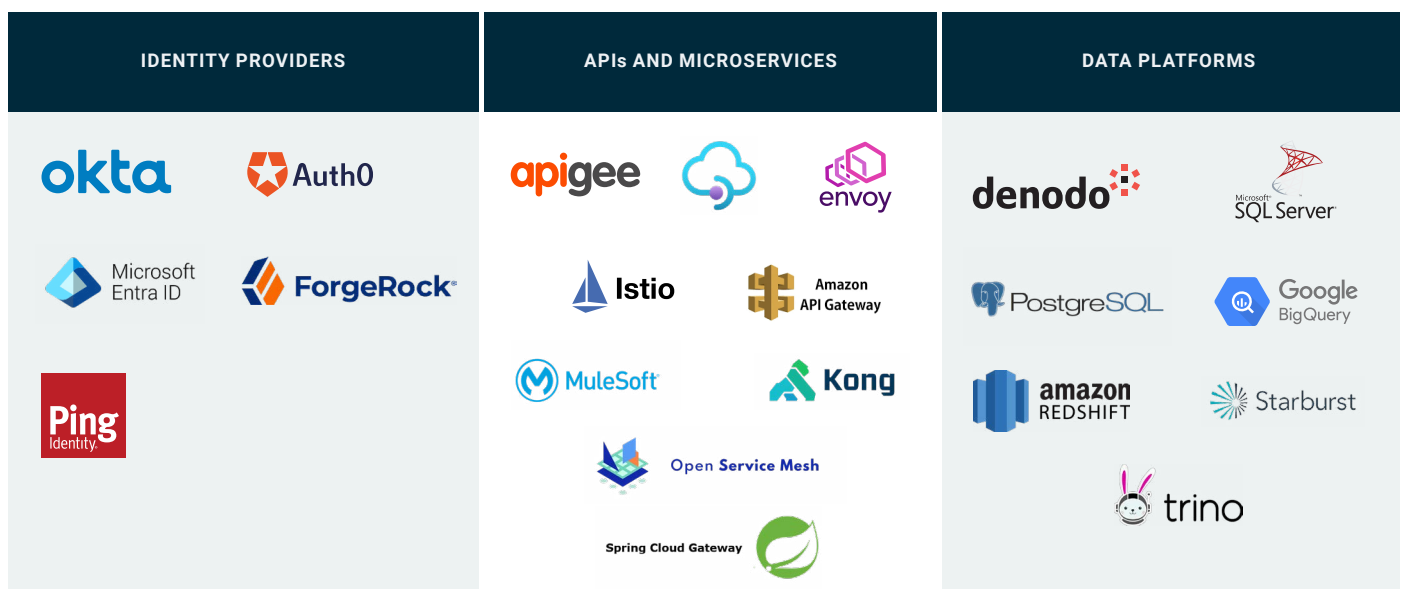 IDENTITY PROVIDERS
APIs AND MICROSERVICES
DATA PLATFORMS
okta
Auth0
Microsoft
Entra ID
ForgeRock®
Ping
Identity.
apigee
envoy
Istio
Amazon
API Gateway
MuleSoft
Kong
Open Service Mesh
Spring Cloud Gateway
denodo
Microsoft®
SQL Server
PostgreSQL
Google
BigQuery
amazon
REDSHIFT
Starburst
trino